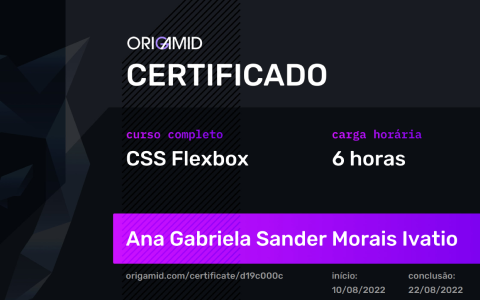 ORIGAMID
CERTIFICADO
curso completo
carga horária
CSS Flexbox
6 horas
Ana Gabriela Sander Morais Ivatio
origamid.com/certificate/d19c000c
início:
10/08/2022
conclusão:
22/08/2022